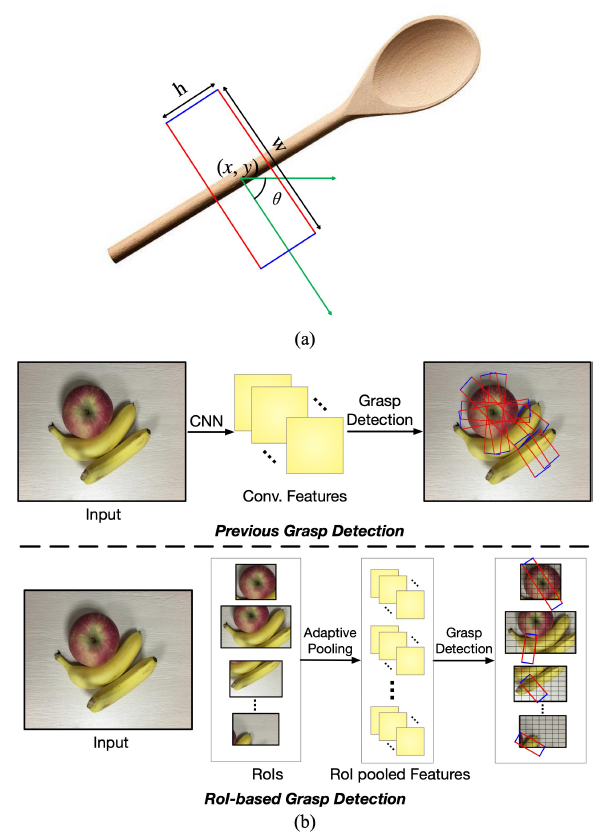 h
w
(x, y)
θ
(a)
CNN
Grasp
Detection
Input
Conv. Features
Previous Grasp Detection
Adaptive
Pooling
Grasp
Detection
Input
RoIs
RoI pooled Features
RoI-based Grasp Detection
(b)